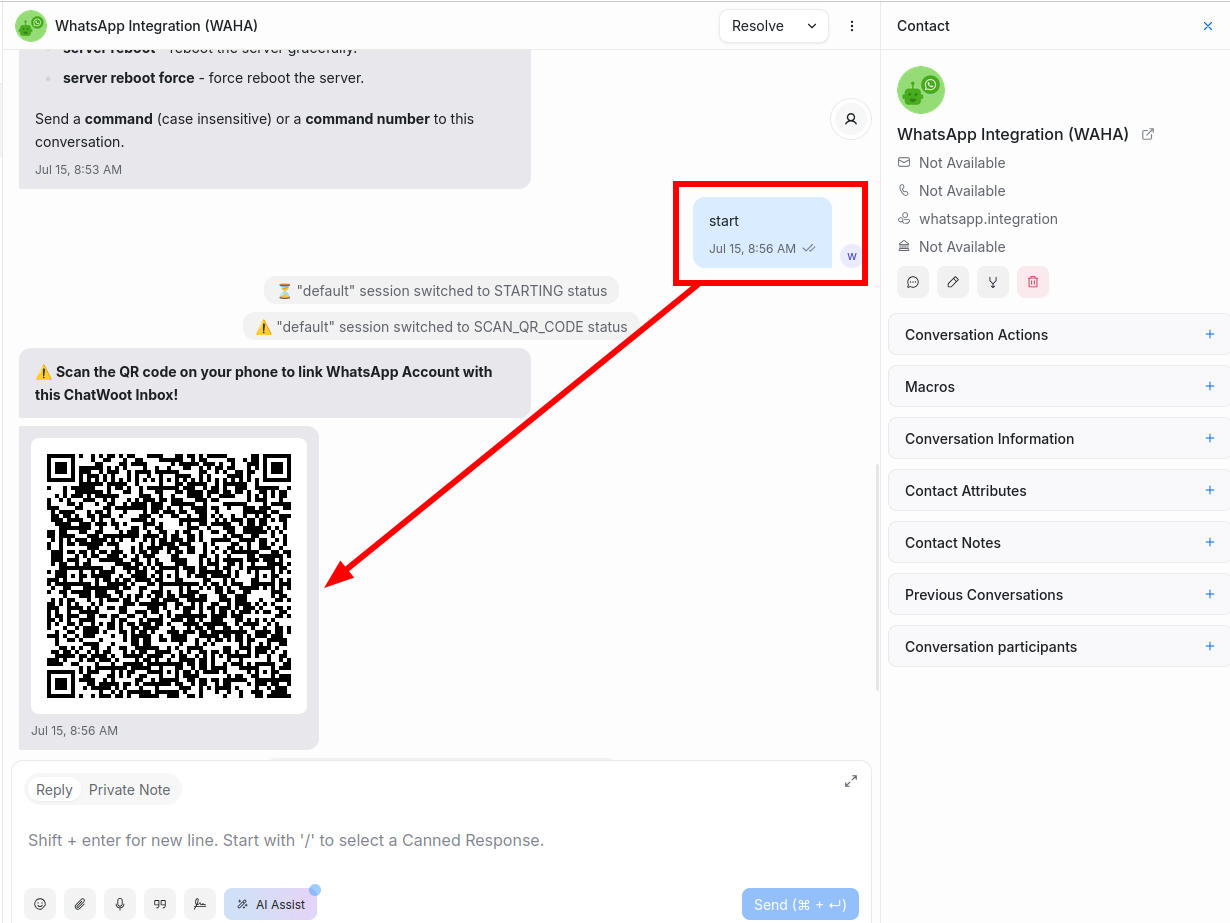 WhatsApp Integration (WAHA)
Resolve
server reboot - reboot the server gracefully.
server reboot force - force reboot the server.
Send a command (case insensitive) or a command number to this
conversation.
Jul 15, 8:53 AM
start
Jul 15, 8:56 AM
W
⏳ "default" session switched to STARTING status
⚠️ "default" session switched to SCAN_QR_CODE status
⚠️ Scan the QR code on your phone to link WhatsApp Account with
this ChatWoot Inbox!
Jul 15, 8:56 AM
Reply
Private Note
Shift + enter for new line. Start with '/' to select a Canned Response.
AI Assist
Send (⌘ + ↵)
Contact
WhatsApp Integration (WAHA)
Not Available
Not Available
whatsapp.integration
Not Available
Conversation Actions
Macros
Conversation Information
Contact Attributes
Contact Notes
Previous Conversations
Conversation participants